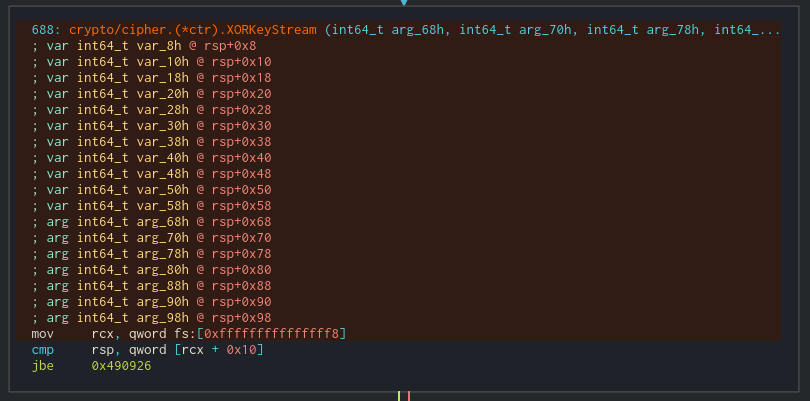 688: crypto/cipher.(*ctr).XORKeyStream (int64_t arg_68h, int64_t arg_70h, int64_t arg_78h, int64_...
; var int64_t var_8h @ rsp+0x8
; var int64_t var_10h @ rsp+0x10
; var int64_t var_18h @ rsp+0x18
; var int64_t var_20h @ rsp+0x20
; var int64_t var_28h @ rsp+0x28
; var int64_t var_30h @ rsp+0x30
; var int64_t var_38h @ rsp+0x38
; var int64_t var_40h @ rsp+0x40
; var int64_t var_48h @ rsp+0x48
; var int64_t var_50h @ rsp+0x50
; var int64_t var_58h @ rsp+0x58
; arg int64_t arg_68h @ rsp+0x68
; arg int64_t arg_70h @ rsp+0x70
; arg int64_t arg_78h @ rsp+0x78
; arg int64_t arg_80h @ rsp+0x80
; arg int64_t arg_88h @ rsp+0x88
; arg int64_t arg_90h @ rsp+0x90
; arg int64_t arg_98h @ rsp+0x98
mov rcx, qword fs:[0xfffffffffffffff8]
cmp rsp, qword [rcx + 0x10]
jbe 0x490926